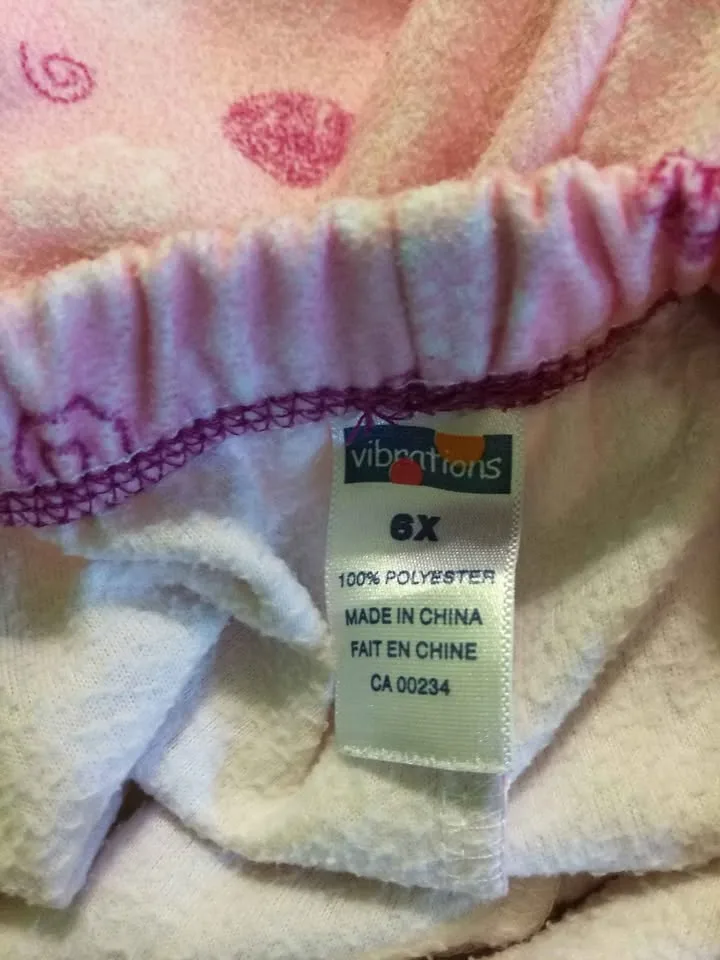 vibrations
6X
100% POLYESTER
MADE IN CHINA
FAIT EN CHINE
CA 00234